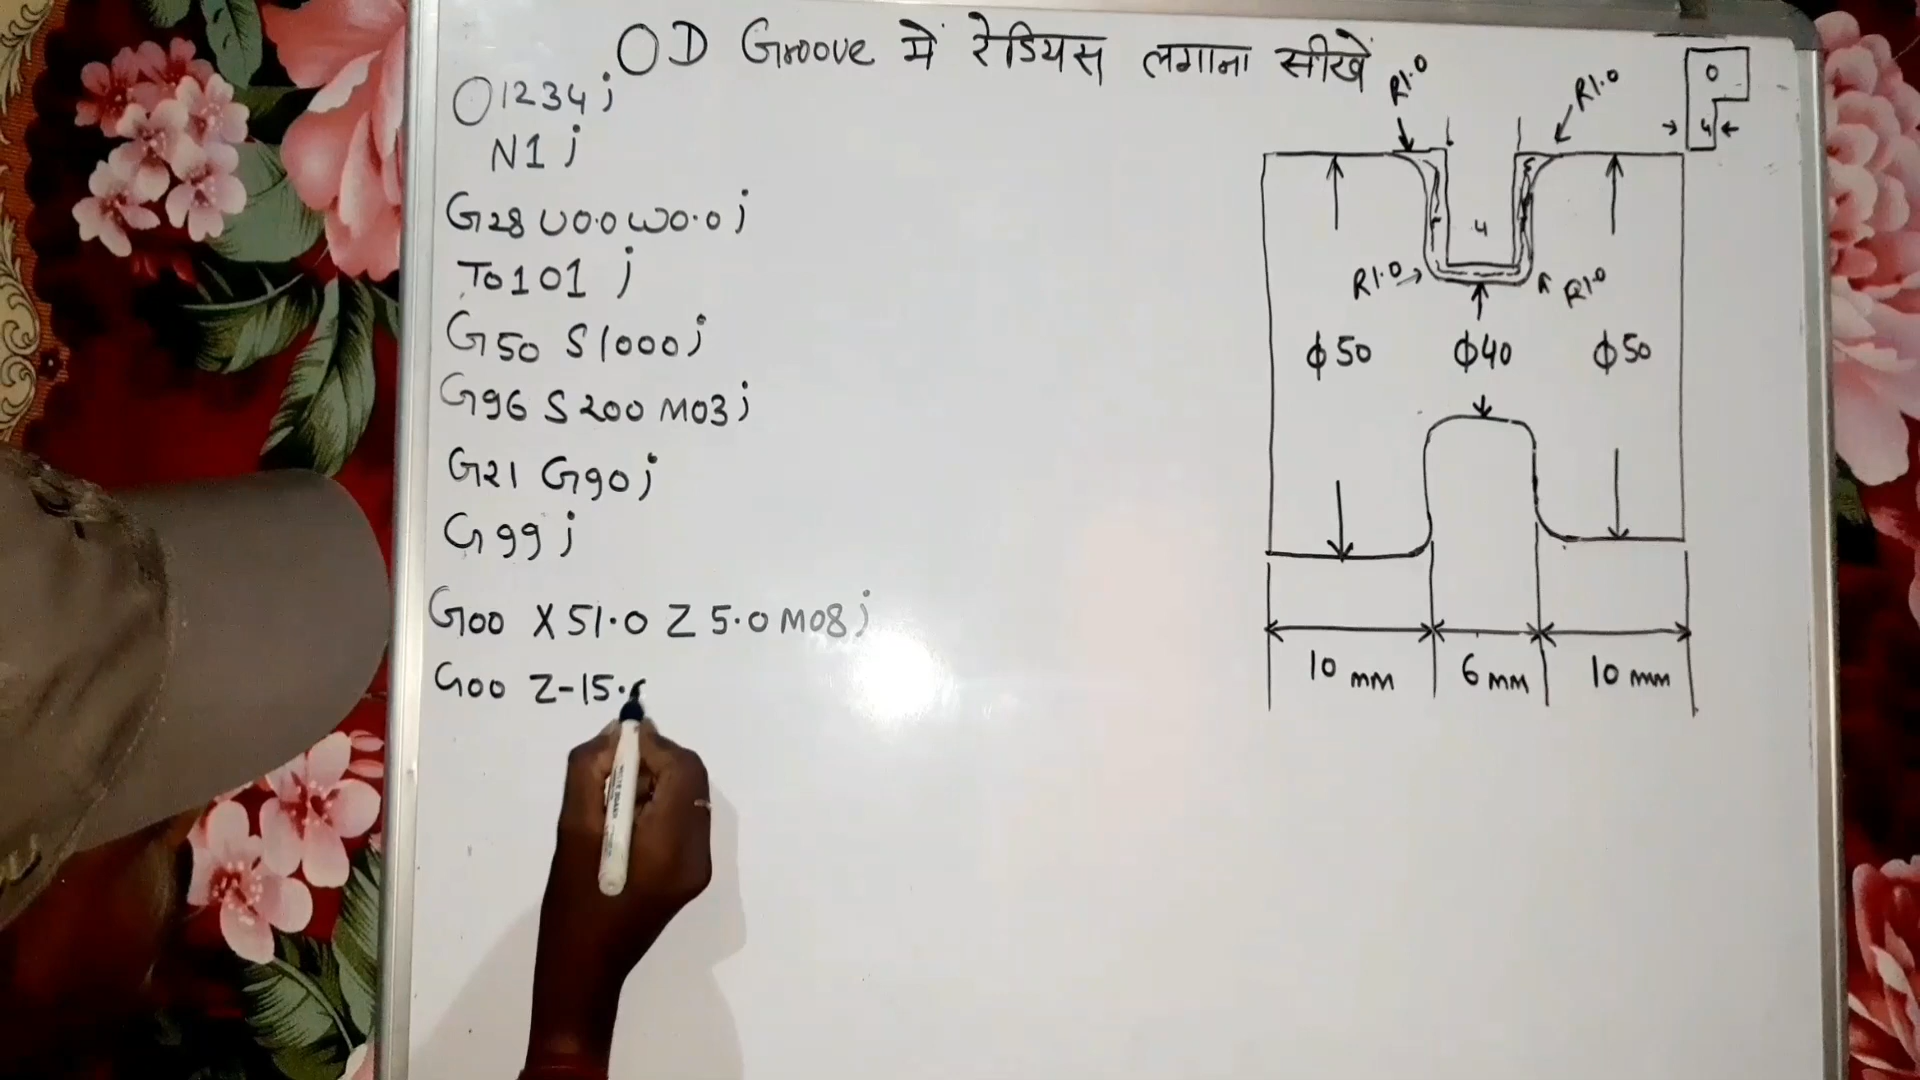 OD Groove में रेडियस लगाना सीखें
O1234;
N1;
G28 U0.0 W0.0;
T0101;
G50 S1000;
G96 S200 M03;
G21 G90;
G99;
G00 X51.0 Z5.0 M08;
G00 Z-15.
R1.0
R1.0
0
4
4
R1.0
R1.0
φ50
φ40
φ50
10 mm
6 mm
10 mm